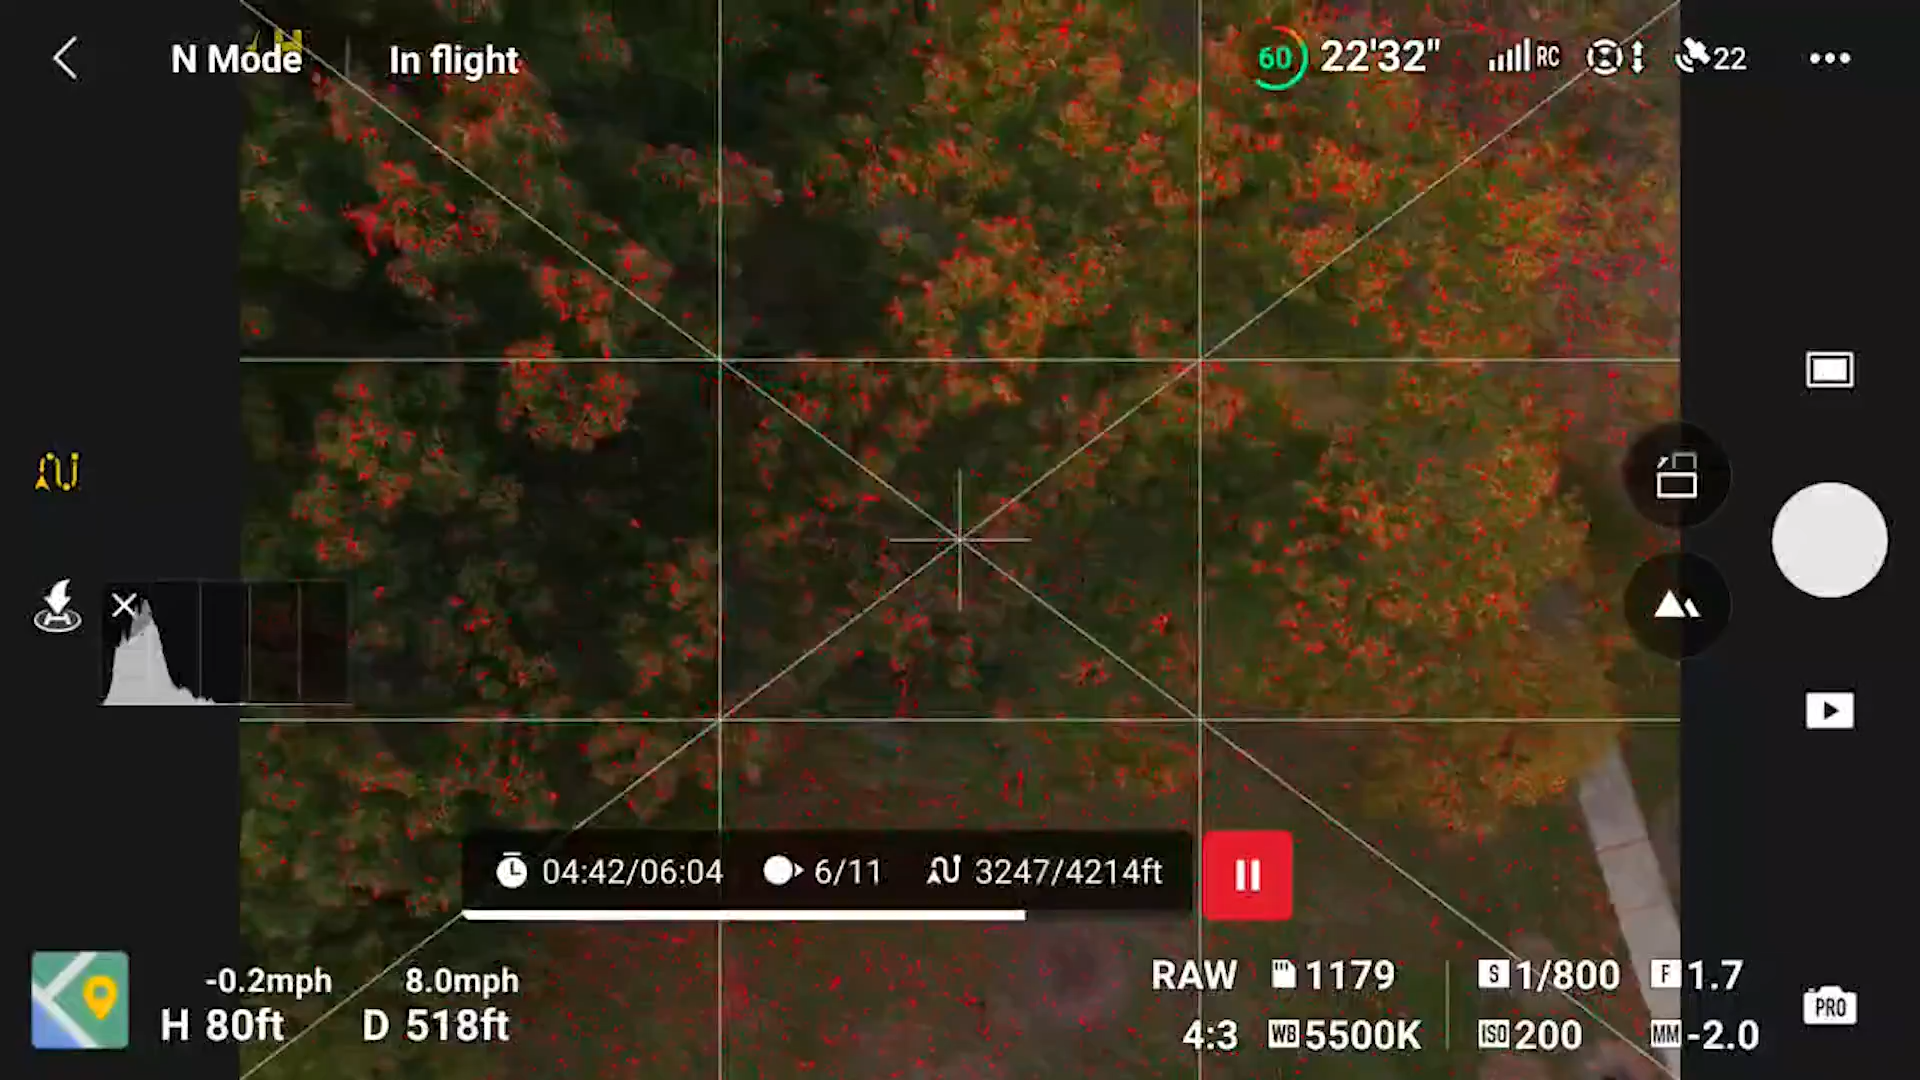 N Mode In flight 60 22'32" RC 22
H
04:42/06:04 6/11 3247/4214ft
-0.2mph 8.0mph
H 80ft D 518ft
RAW 1179 S 1/800 F 1.7
4:3 WB 5500K ISO 200 MM -2.0
PRO